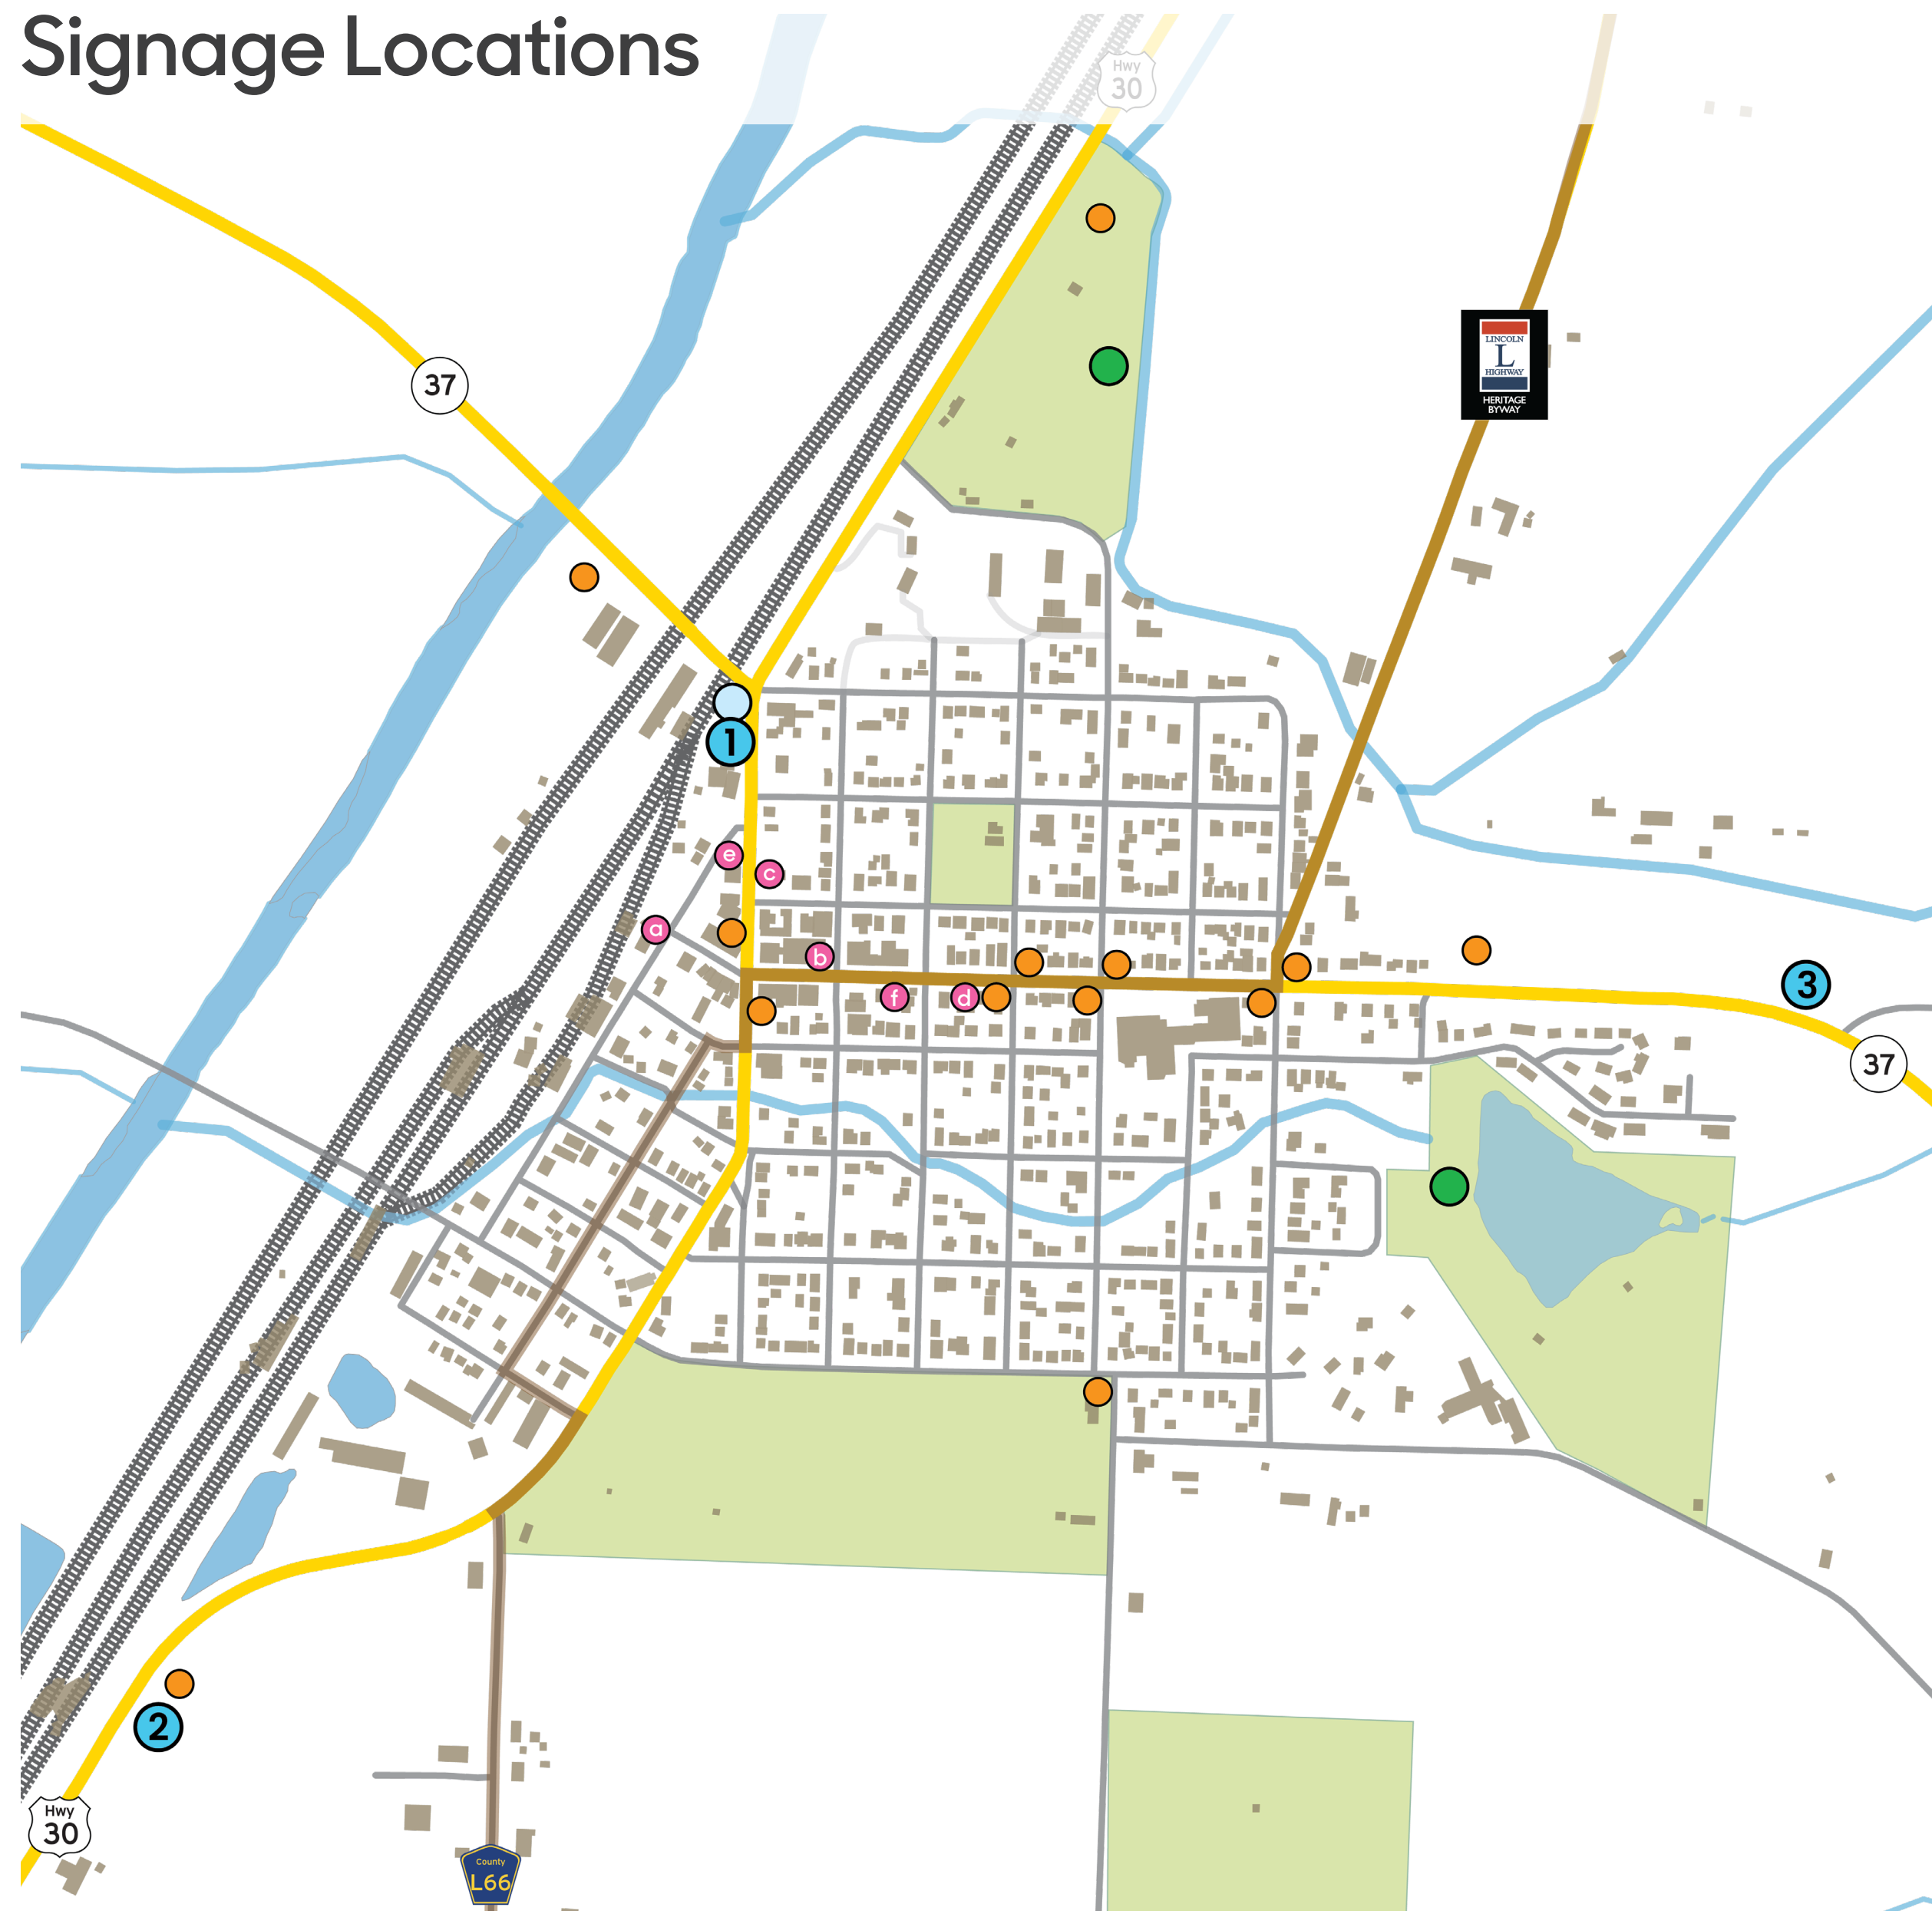 Signage Locations
Hwy
30
37
LINCOLN
L
HIGHWAY
HERITAGE
BYWAY
1
e
c
a
b
f
d
3
37
2
Hwy
30
County
L66